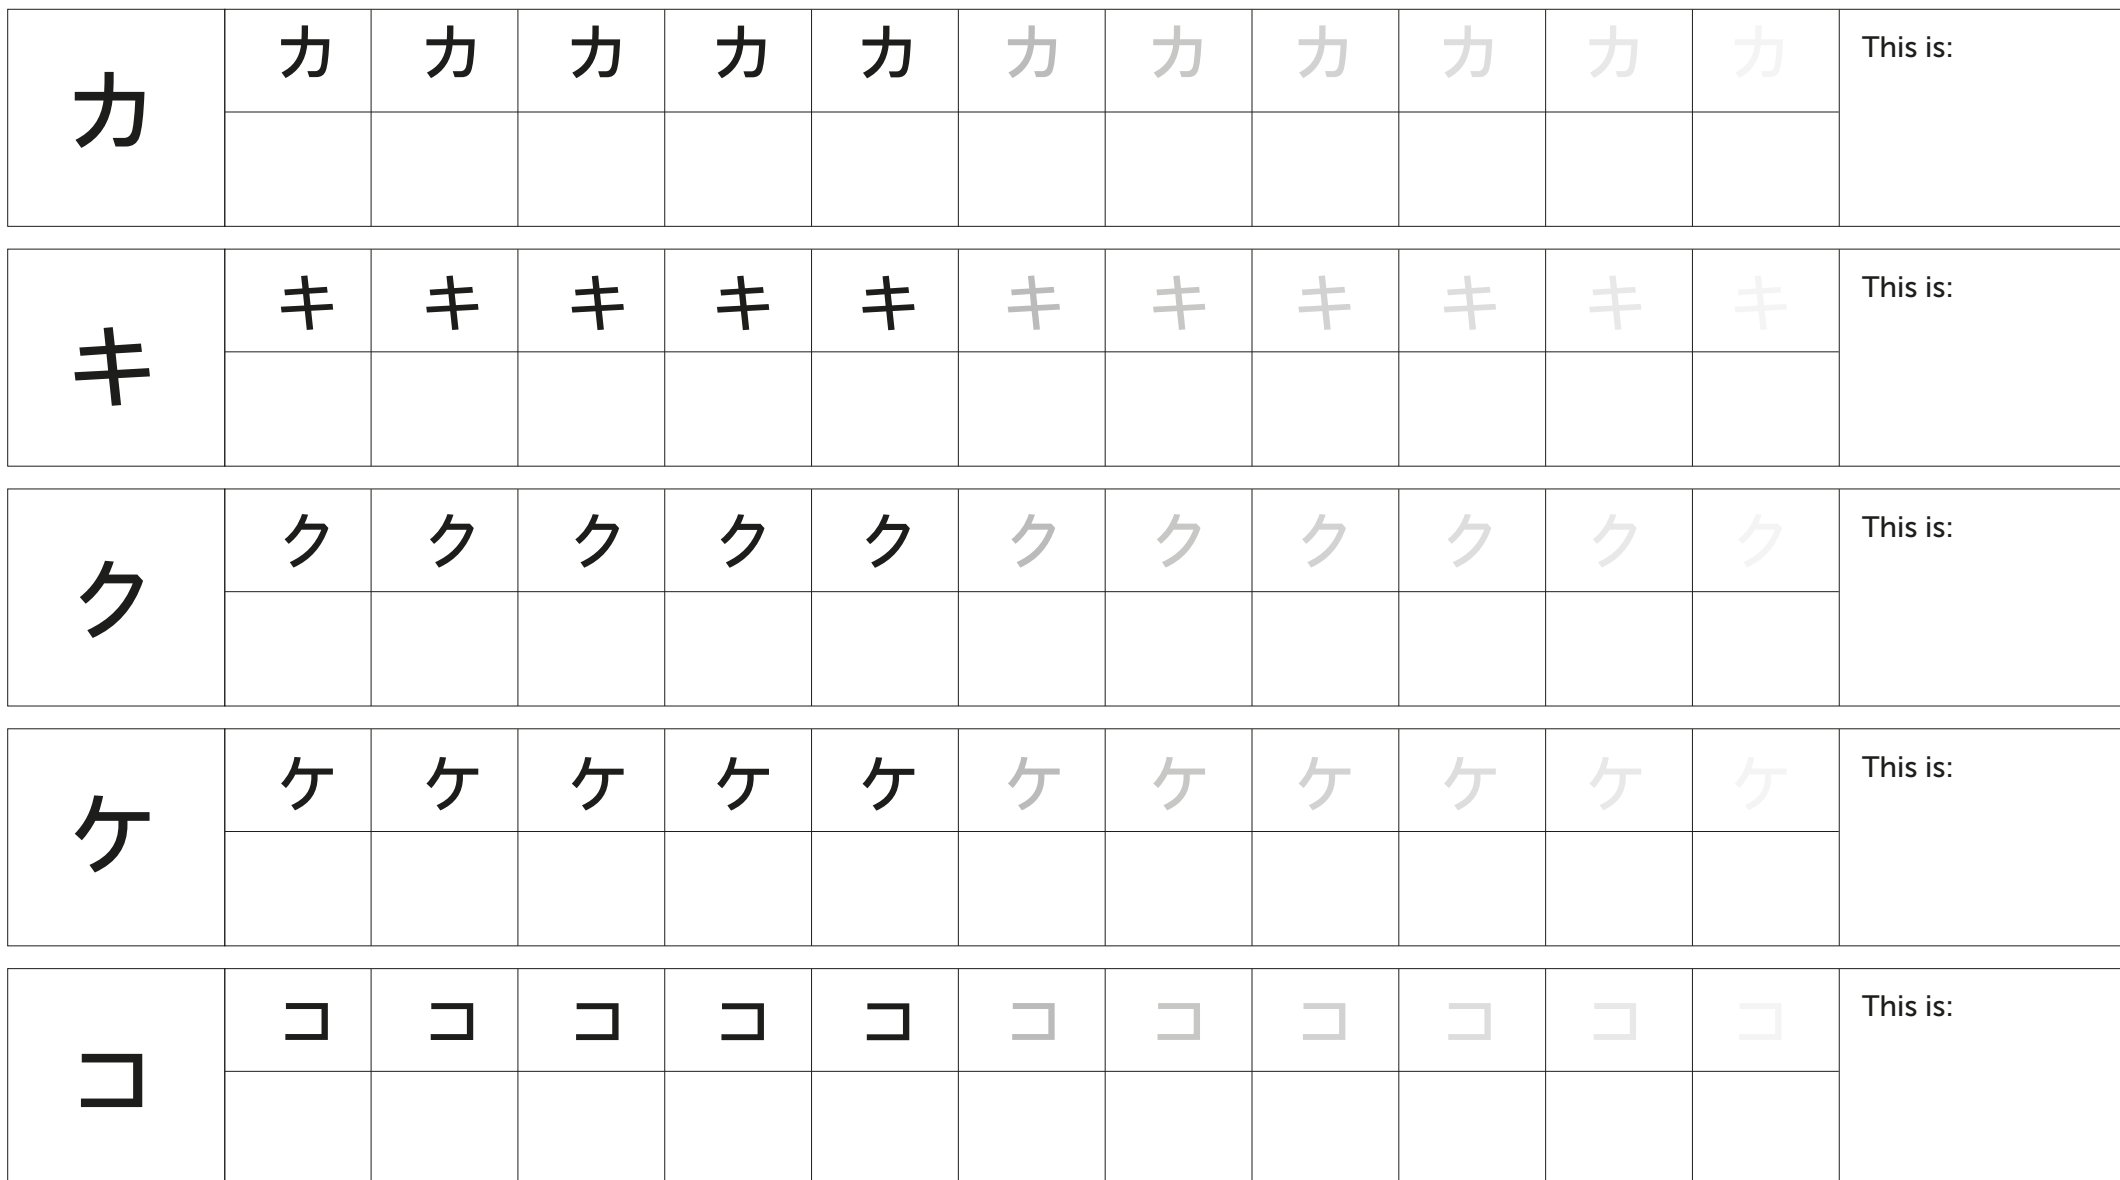 カ カ カ カ カ カ カ カ カ カ カ カ This is:
キ キ キ キ キ キ キ キ キ キ キ キ This is:
ク ク ク ク ク ク ク ク ク ク ク ク This is:
ケ ケ ケ ケ ケ ケ ケ ケ ケ ケ ケ ケ This is:
コ コ コ コ コ コ コ コ コ コ コ コ This is: